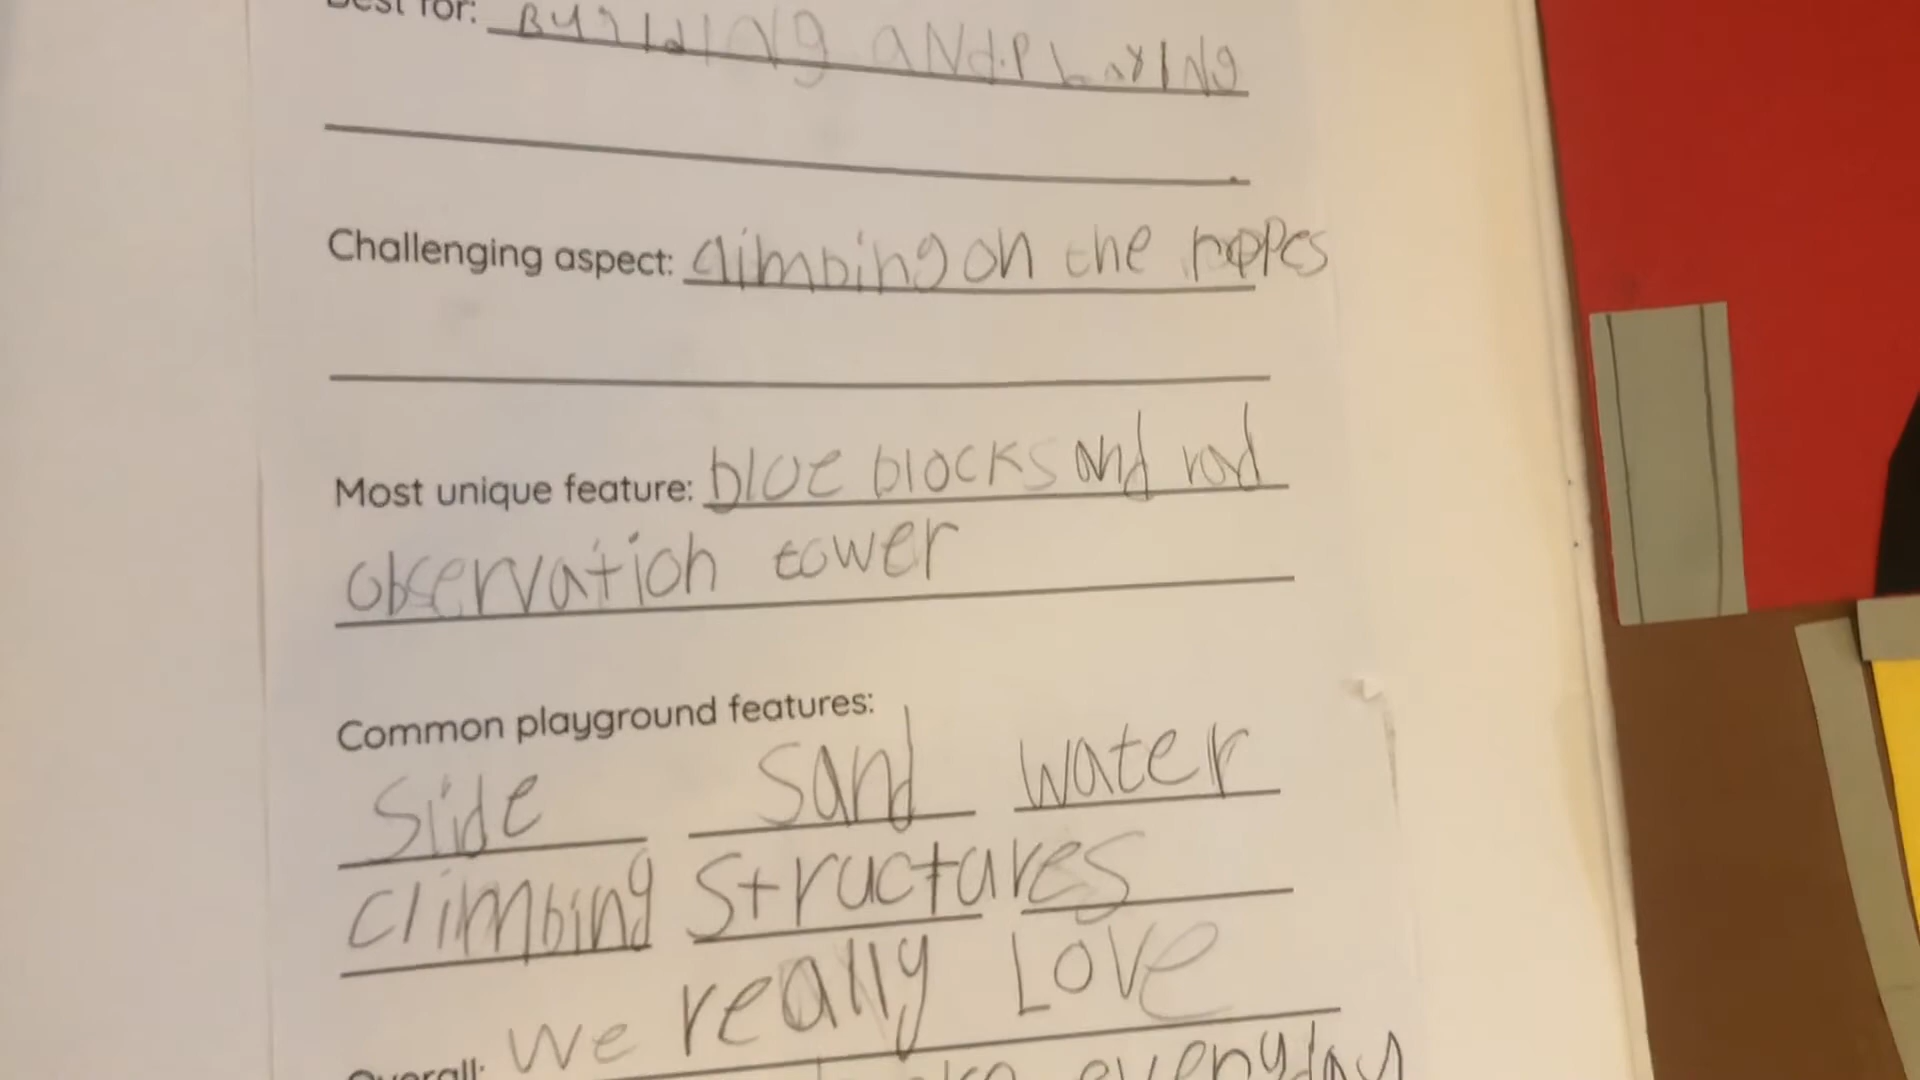 Best for: BUILdING aNd.PLaYINg
Challenging aspect: climbing on the ropes
Most unique feature: blue blocks and rod
observation tower
Common playground features:
Slide sand water
climbing structures
Overall: we really Love
everyday